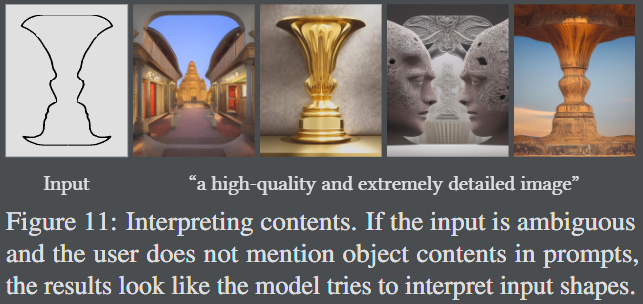 Input
“a high-quality and extremely detailed image”
Figure 11: Interpreting contents. If the input is ambiguous
and the user does not mention object contents in prompts,
the results look like the model tries to interpret input shapes.